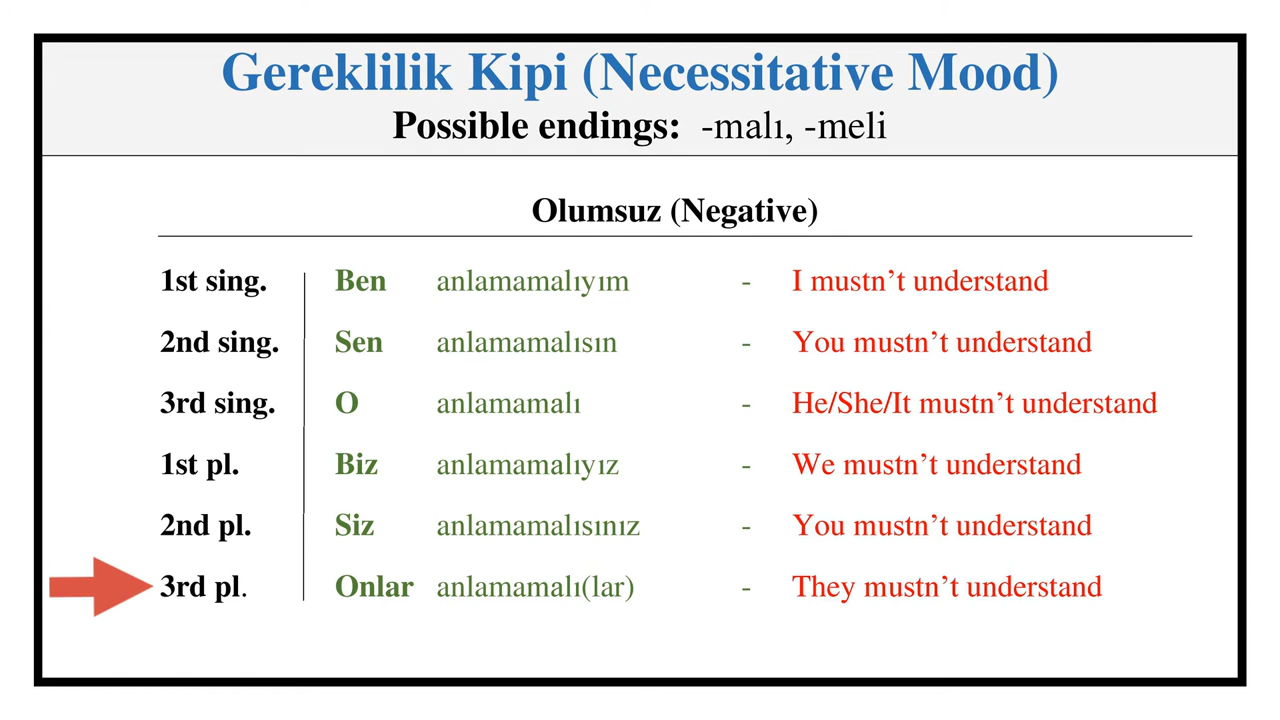 Gereklilik Kipi (Necessitative Mood)
Possible endings: -malı, -meli
Olumsuz (Negative)
1st sing. Ben anlamamalıyım - I mustn’t understand
2nd sing. Sen anlamamalısın - You mustn’t understand
3rd sing. O anlamamalı - He/She/It mustn’t understand
1st pl. Biz anlamamalıyız - We mustn’t understand
2nd pl. Siz anlamamalısınız - You mustn’t understand
3rd pl. Onlar anlamamalı(lar) - They mustn’t understand